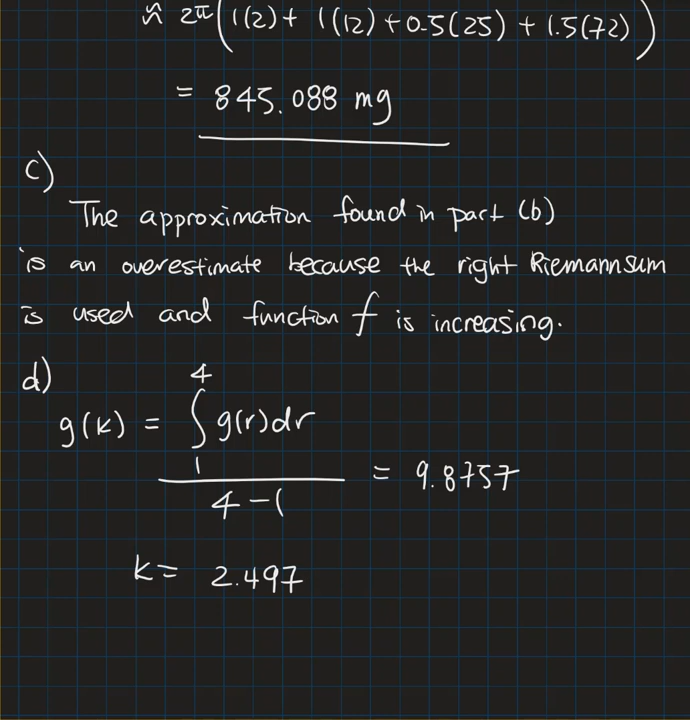 ≈ 2π(1(2) + 1(12) + 0.5(25) + 1.5(72))
= 845.088 mg
c)
The approximation found in part (b)
is an overestimate because the right Riemann sum
is used and function f is increasing.
d)
g(k) = ∫₁⁴ g(r)dr / (4-1) = 9.8757
k = 2.497